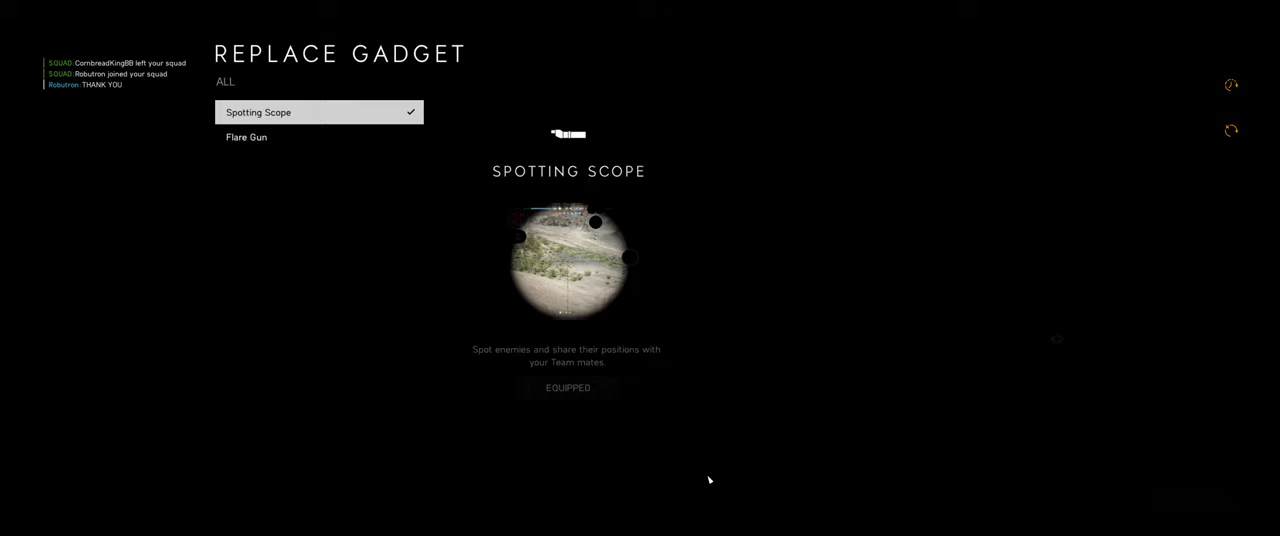 REPLACE GADGET
SQUAD: CornbreadKingBB left your squad
SQUAD: Robutron joined your squad
Robutron: THANK YOU
ALL
Spotting Scope
Flare Gun
SPOTTING SCOPE
Spot enemies and share their positions with
your Team mates.
EQUIPPED